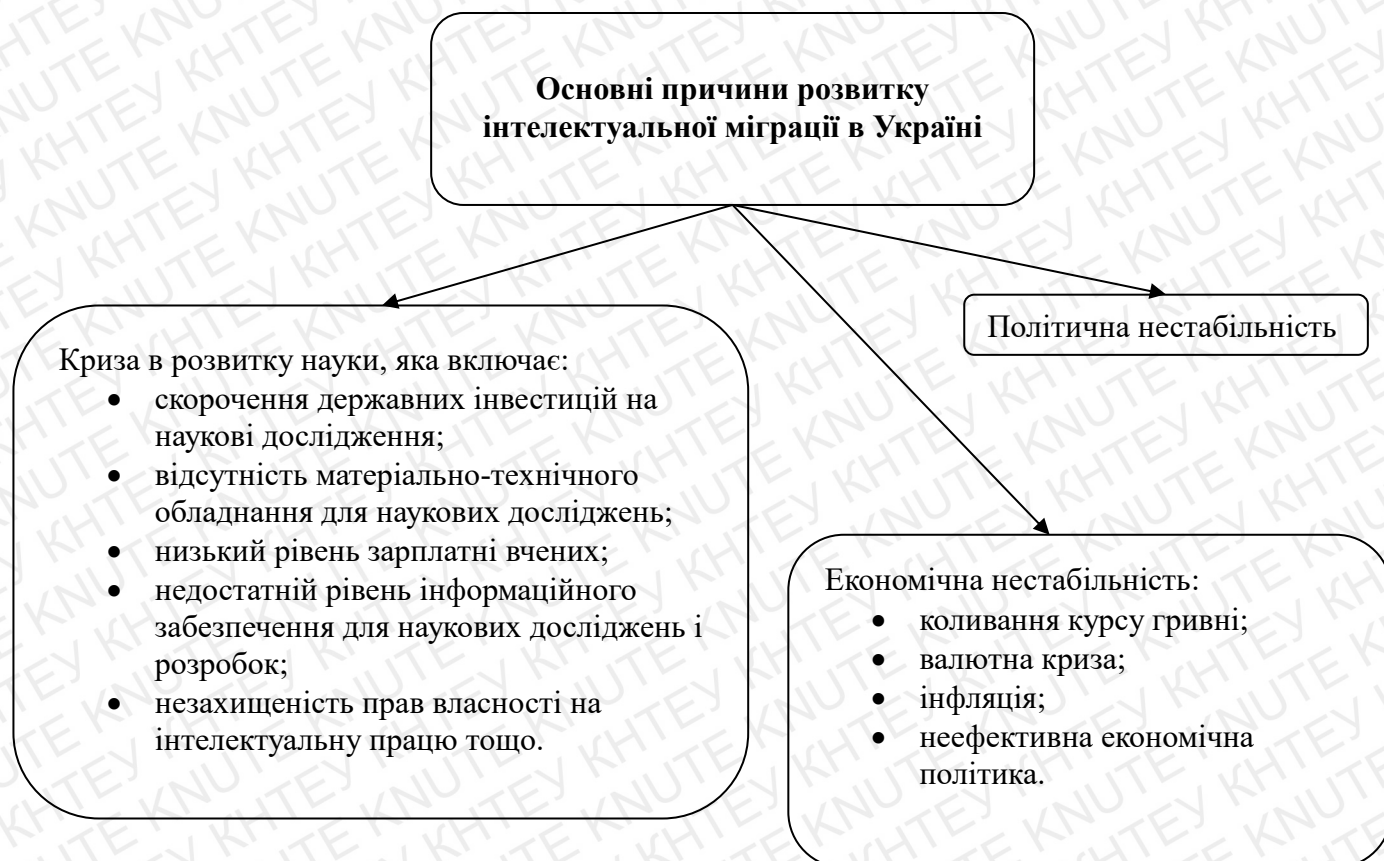 Основні причини розвитку
інтелектуальної міграції в Україні
Криза в розвитку науки, яка включає:
• скорочення державних інвестицій на
наукові дослідження;
• відсутність матеріально-технічного
обладнання для наукових досліджень;
• низький рівень зарплатні вчених;
• недостатній рівень інформаційного
забезпечення для наукових досліджень і
розробок;
• незахищеність прав власності на
інтелектуальну працю тощо.
Політична нестабільність
Економічна нестабільність:
• коливання курсу гривні;
• валютна криза;
• інфляція;
• неефективна економічна
політика.